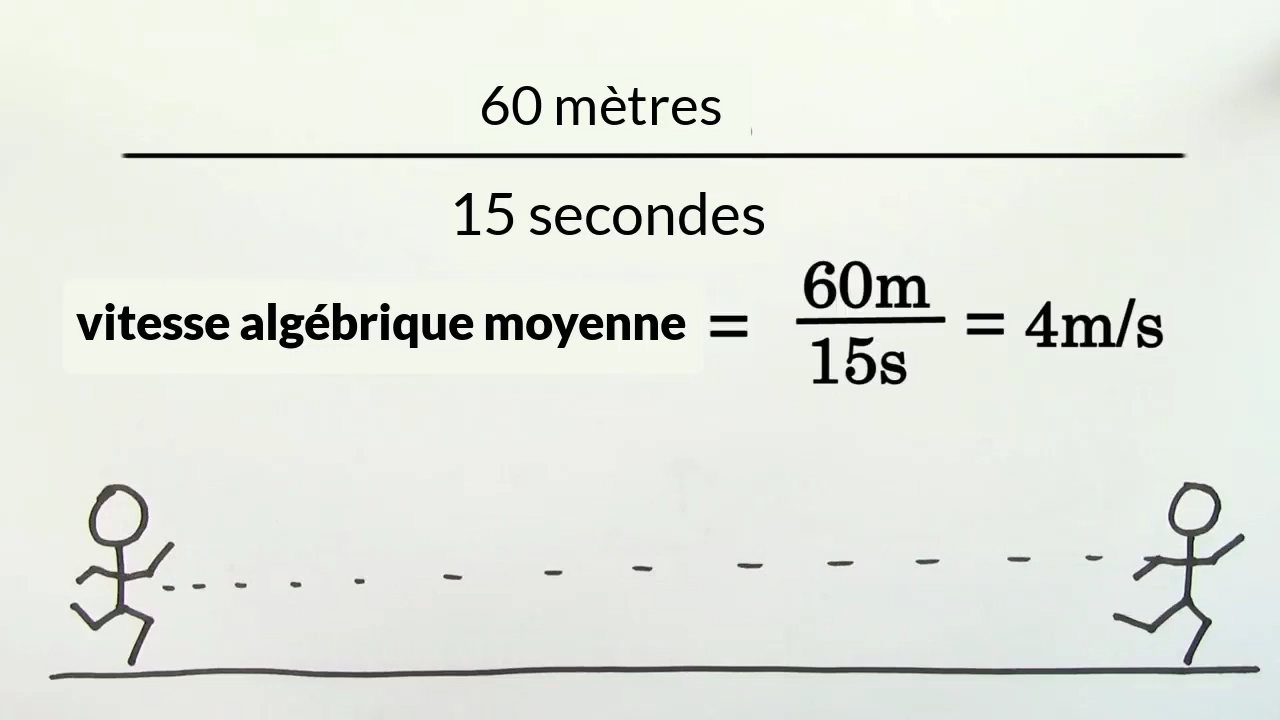 60 mètres
15 secondes
vitesse algébrique moyenne = 60m/15s = 4m/s